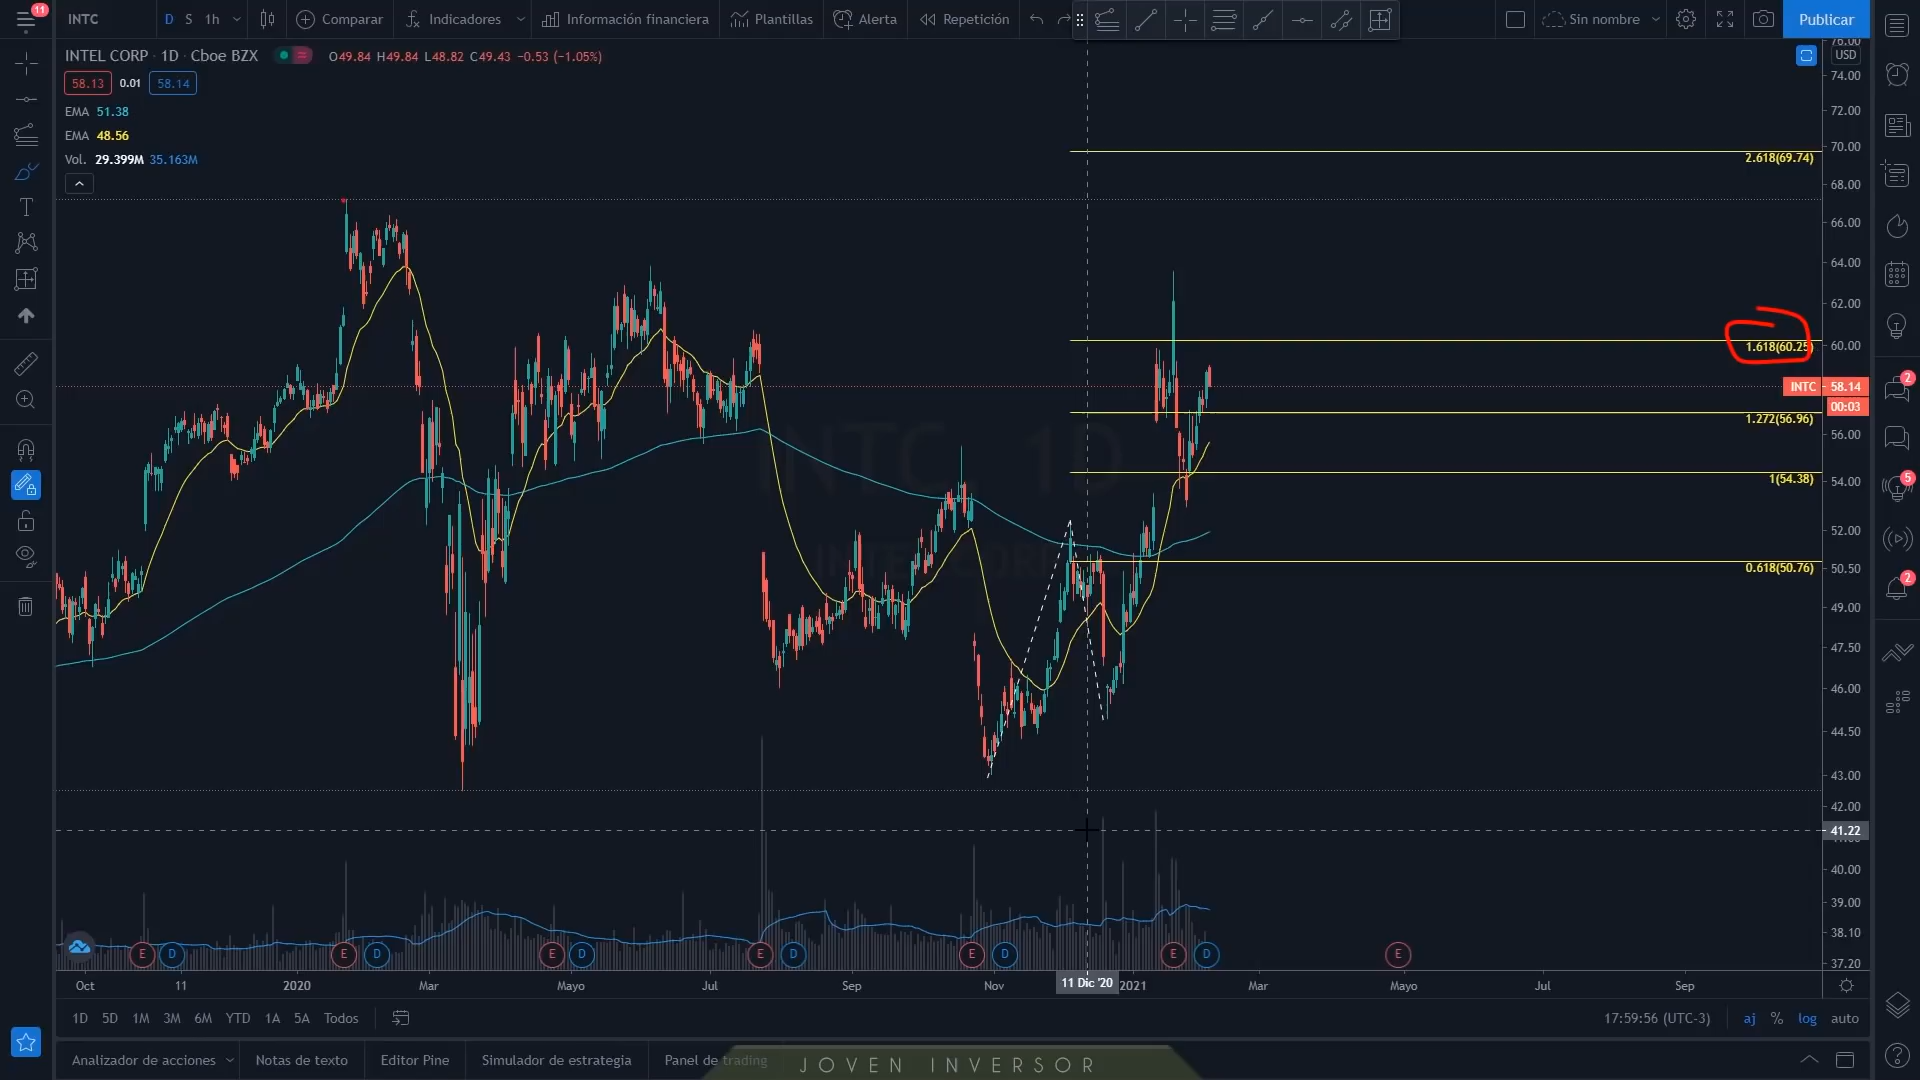 11
INTC
D S 1h
Comparar
Indicadores
Información financiera
Plantillas
Alerta
Repetición
Sin nombre
Publicar
INTEL CORP · 1D · Cboe BZX
O49.84 H49.84 L48.82 C49.43 −0.53 (−1.05%)
58.13 0.01 58.14
EMA 51.38
EMA 48.56
Vol. 29.399M 35.163M
76.00
USD
74.00
72.00
70.00
2.618(69.74)
68.00
66.00
64.00
62.00
60.00
1.618(60.25)
INTC 58.14
00:03
1.272(56.96)
56.00
1(54.38)
54.00
52.00
0.618(50.76)
50.50
49.00
47.50
46.00
44.50
43.00
42.00
41.22
40.00
39.00
38.10
37.20
INTC, 1D
INTEL CORP
2
5
2
E D E D E D E D E D E D E
Oct 11 2020 Mar Mayo Jul Sep Nov 11 Dic '20 2021 Mar Mayo Jul Sep
1D 5D 1M 3M 6M YTD 1A 5A Todos
17:59:56 (UTC-3) aj % log auto
Analizador de acciones Notas de texto Editor Pine Simulador de estrategia Panel de trading
JOVEN INVERSOR